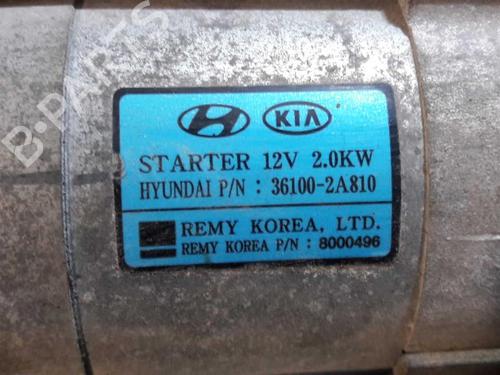 B-PARTS
KIA
STARTER 12V 2.0KW
HYUNDAI P/N : 36100-2A810
REMY KOREA, LTD.
REMY KOREA P/N : 8000496